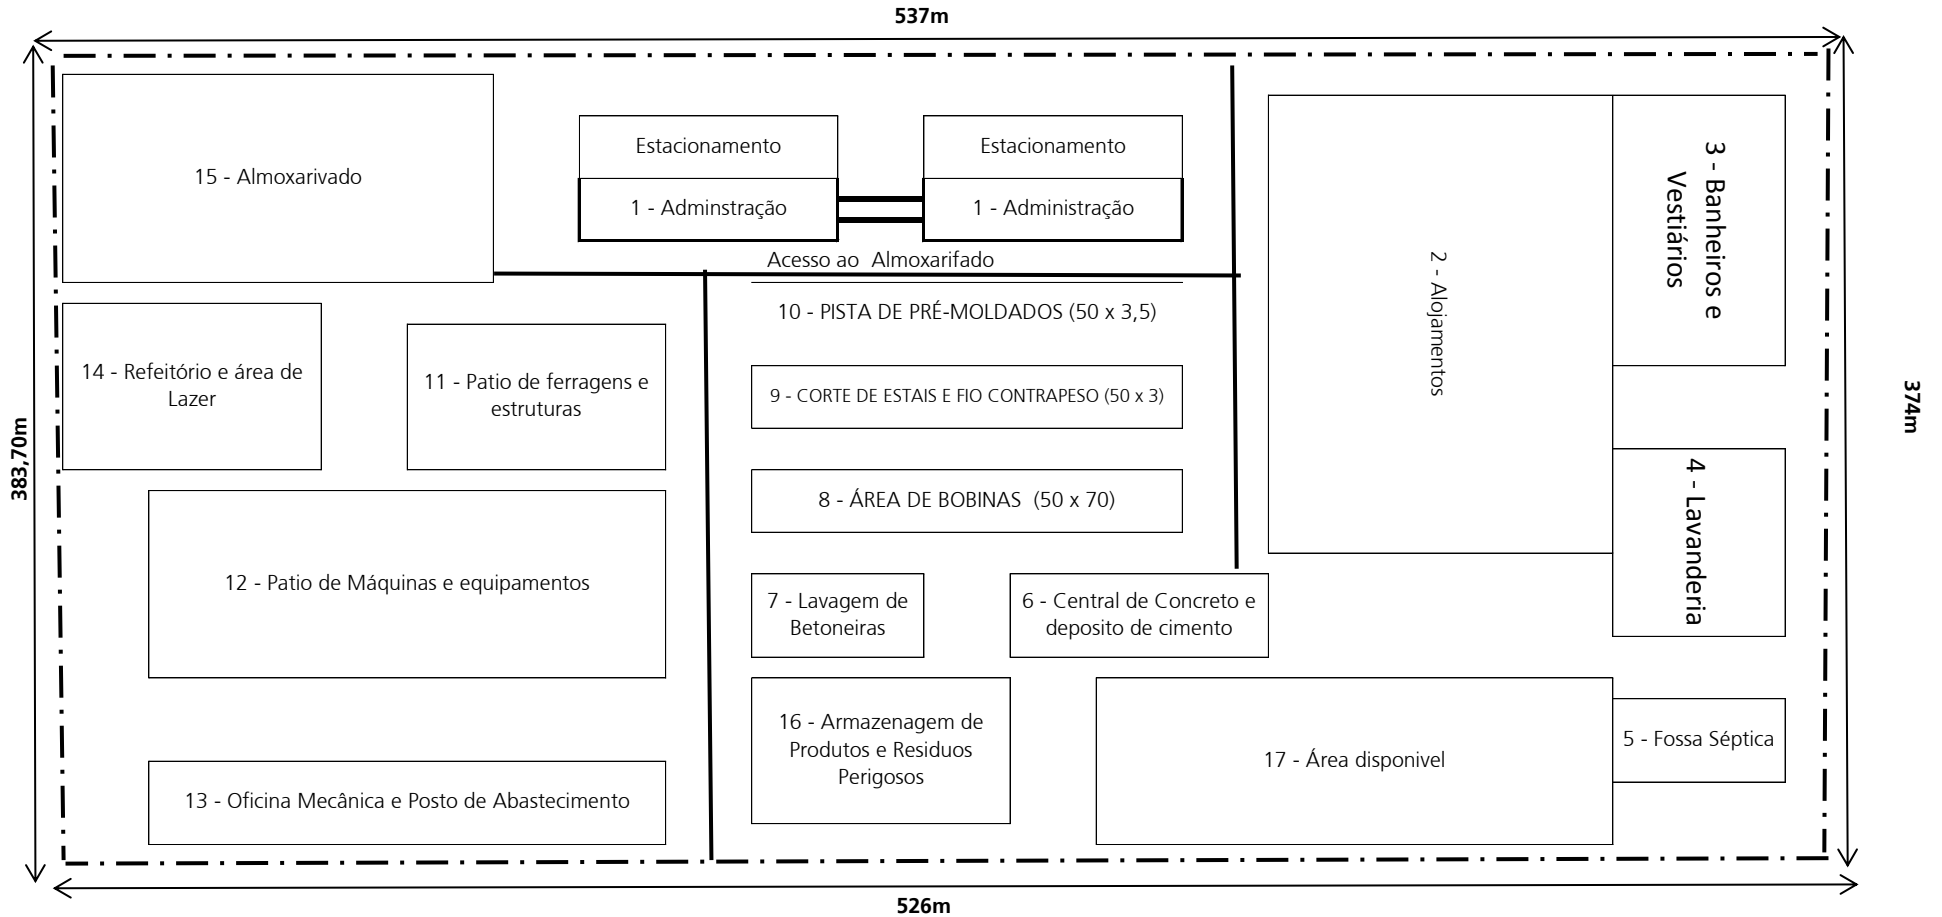 537m
15 - Almoxarivado
Estacionamento
Estacionamento
1 - Adminstração
1 - Administração
Acesso ao  Almoxarifado
10 - PISTA DE PRÉ-MOLDADOS (50 x 3,5)
14 - Refeitório e área de
Lazer
11 - Patio de ferragens e
estruturas
9 - CORTE DE ESTAIS E FIO CONTRAPESO (50 x 3)
8 - ÁREA DE BOBINAS  (50 x 70)
12 - Patio de Máquinas e equipamentos
7 - Lavagem de
Betoneiras
6 - Central de Concreto e
deposito de cimento
16 - Armazenagem de
Produtos e Residuos
Perigosos
13 - Oficina Mecânica e Posto de Abastecimento
17 - Área disponivel
2 - Alojamentos
3 - Banheiros e
Vestiários
4 - Lavanderia
5 - Fossa Séptica
383,70m
374m
526m